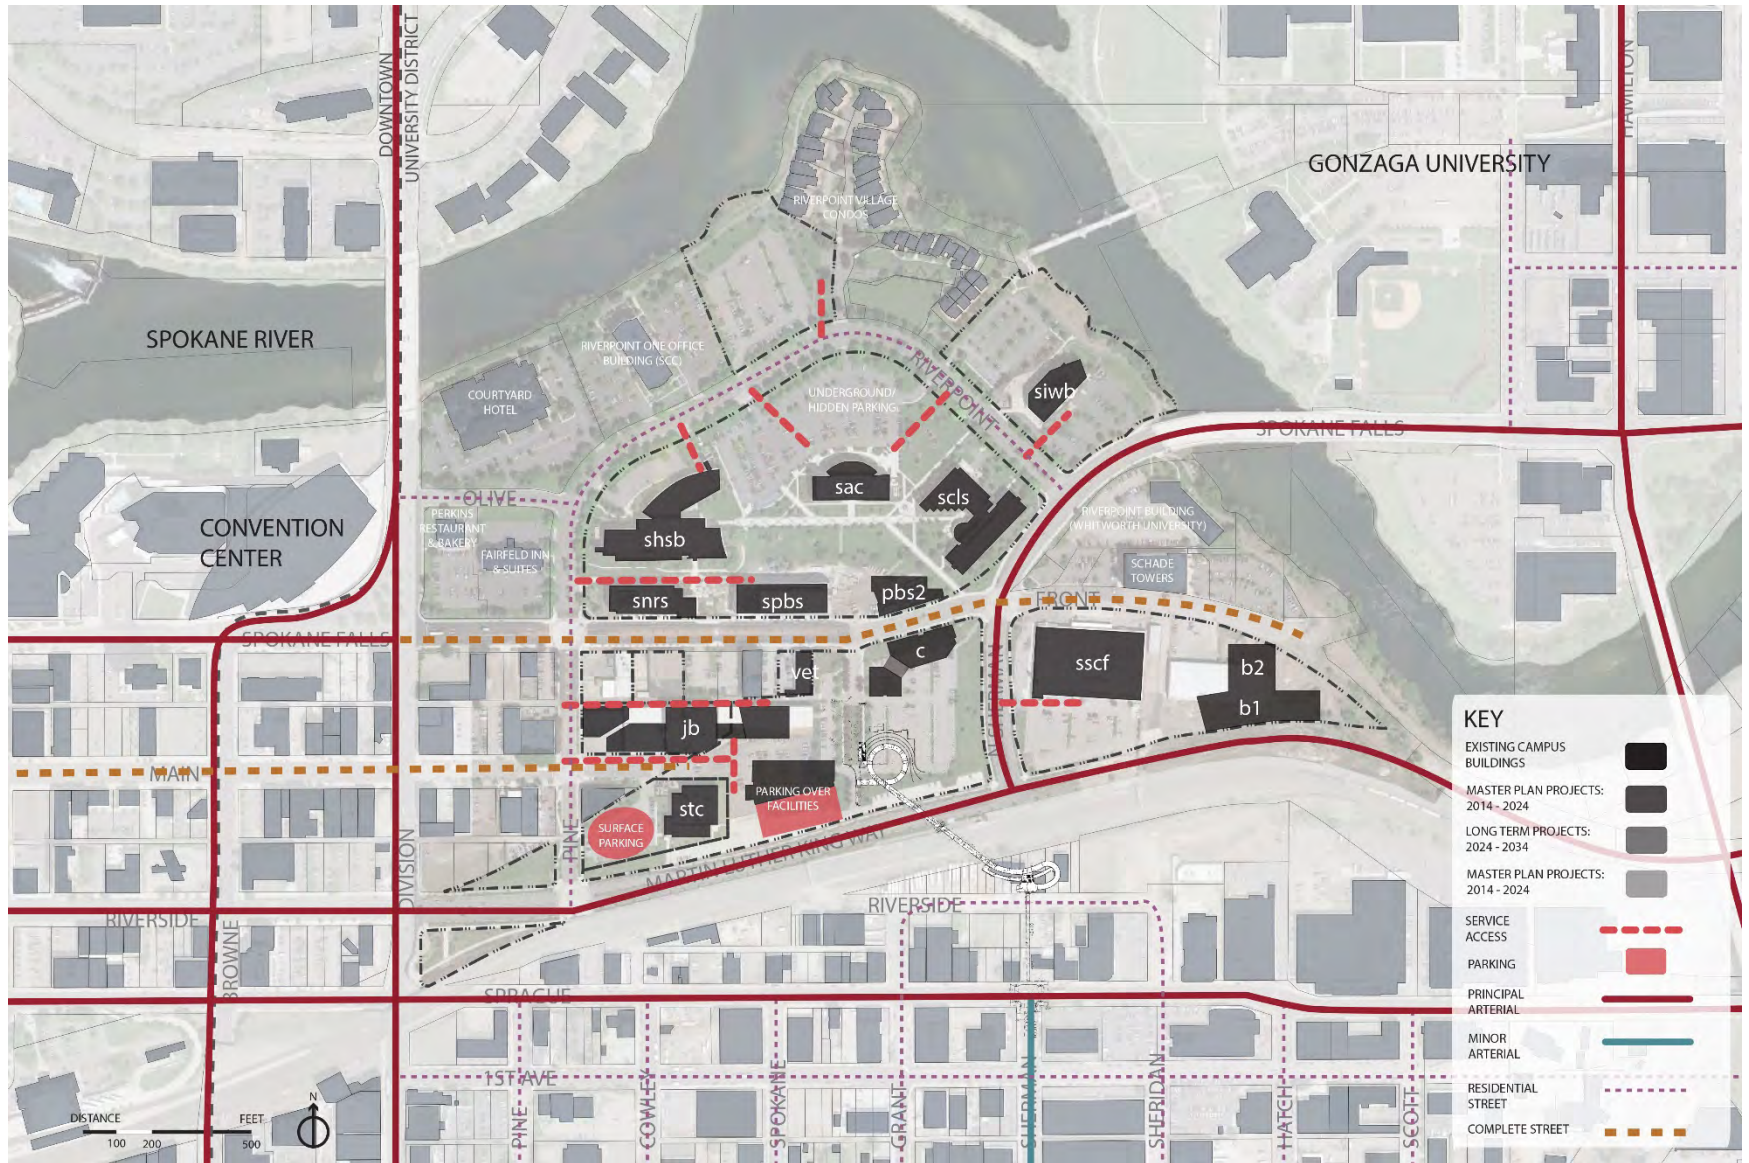 DOWNTOWN
UNIVERSITY DISTRICT
HAMILTON
GONZAGA UNIVERSITY
RIVERPOINT VILLAGE
CONDOS
SPOKANE RIVER
RIVERPOINT ONE OFFICE
BUILDING (SCC)
COURTYARD
HOTEL
UNDERGROUND/
HIDDEN PARKING
RIVERPOINT
siwb
SPOKANE FALLS
OLIVE
PERKINS
RESTAURANT
& BAKERY
FAIRFELD INN
& SUITES
CONVENTION
CENTER
sac
scls
shsb
RIVERPOINT BUILDING
(WHITWORTH UNIVERSITY)
SCHADE
TOWERS
snrs
spbs
pbs2
FRONT
SPOKANE FALLS
c
vet
sscf
b2
b1
SHERMAN
jb
MAIN
stc
PARKING OVER
FACILITIES
SURFACE
PARKING
PINE
DIVISION
MARTIN LUTHER KING WAY
RIVERSIDE
RIVERSIDE
BROWNE
SPRAGUE
1ST AVE
PINE
COWLEY
SPOKANE
GRANT
SHERMAN
SHERIDAN
HATCH
SCOTT
DISTANCE
FEET
100
200
500
N
KEY
EXISTING CAMPUS
BUILDINGS
MASTER PLAN PROJECTS:
2014 - 2024
LONG TERM PROJECTS:
2024 - 2034
MASTER PLAN PROJECTS:
2014 - 2024
SERVICE
ACCESS
PARKING
PRINCIPAL
ARTERIAL
MINOR
ARTERIAL
RESIDENTIAL
STREET
COMPLETE STREET